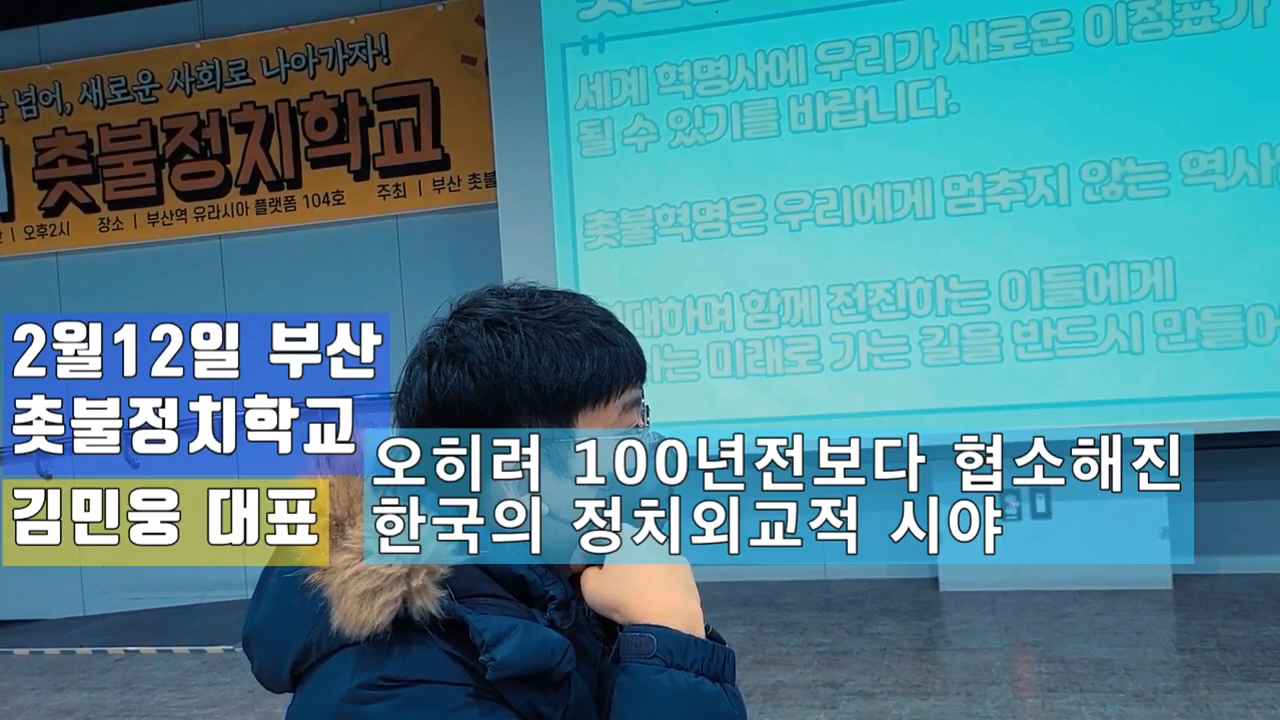 넘어, 새로운 사회로 나아가자!
촛불정치학교
오후2시 장소 | 부산역 유라시아 플랫폼 104호 주최 | 부산 촛불
세계 혁명사에 우리가 새로운 이정표가
될 수 있기를 바랍니다.
촛불혁명은 우리에게 멈추지 않는 역사
함께 전진하는 이들에게
미래로 가는 길을 반드시 만들어
2월12일 부산
촛불정치학교
김민웅 대표
오히려 100년전보다 협소해진
한국의 정치외교적 시야